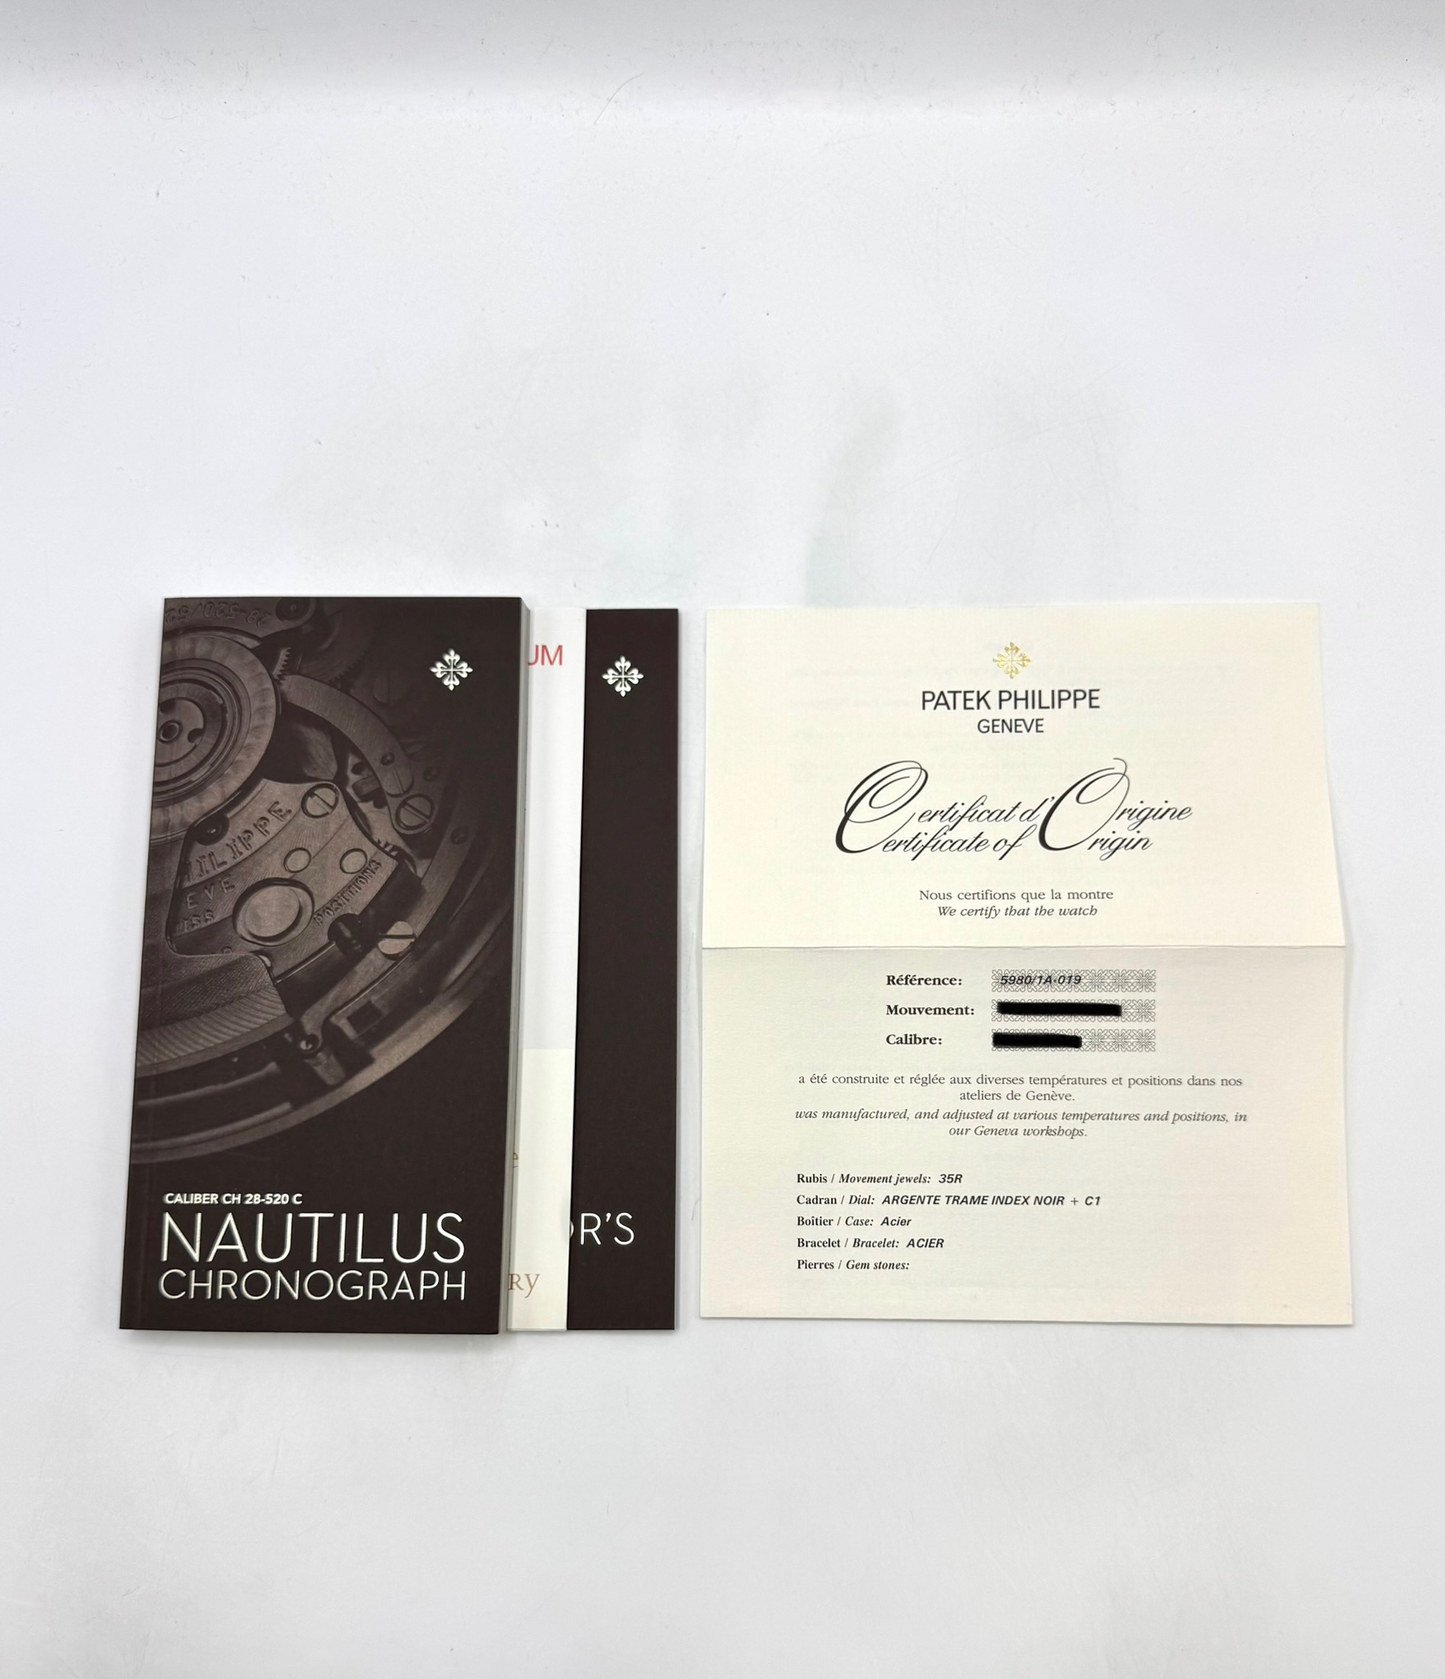 PHILIPPE
POSITIONS
CALIBER CH 28-520 C
NAUTILUS
CHRONOGRAPH
UM
e
RY
R'S
PATEK PHILIPPE
GENEVE
Certificat d'Origine
Certificate of Origin
Nous certifions que la montre
We certify that the watch
Référence: 5980/1A-019
Mouvement:
Calibre:
a été construite et réglée aux diverses températures et positions dans nos
ateliers de Genève.
was manufactured, and adjusted at various temperatures and positions, in
our Geneva workshops.
Rubis / Movement jewels: 35R
Cadran / Dial: ARGENTE TRAME INDEX NOIR + C1
Boîtier / Case: Acier
Bracelet / Bracelet: ACIER
Pierres / Gem stones: